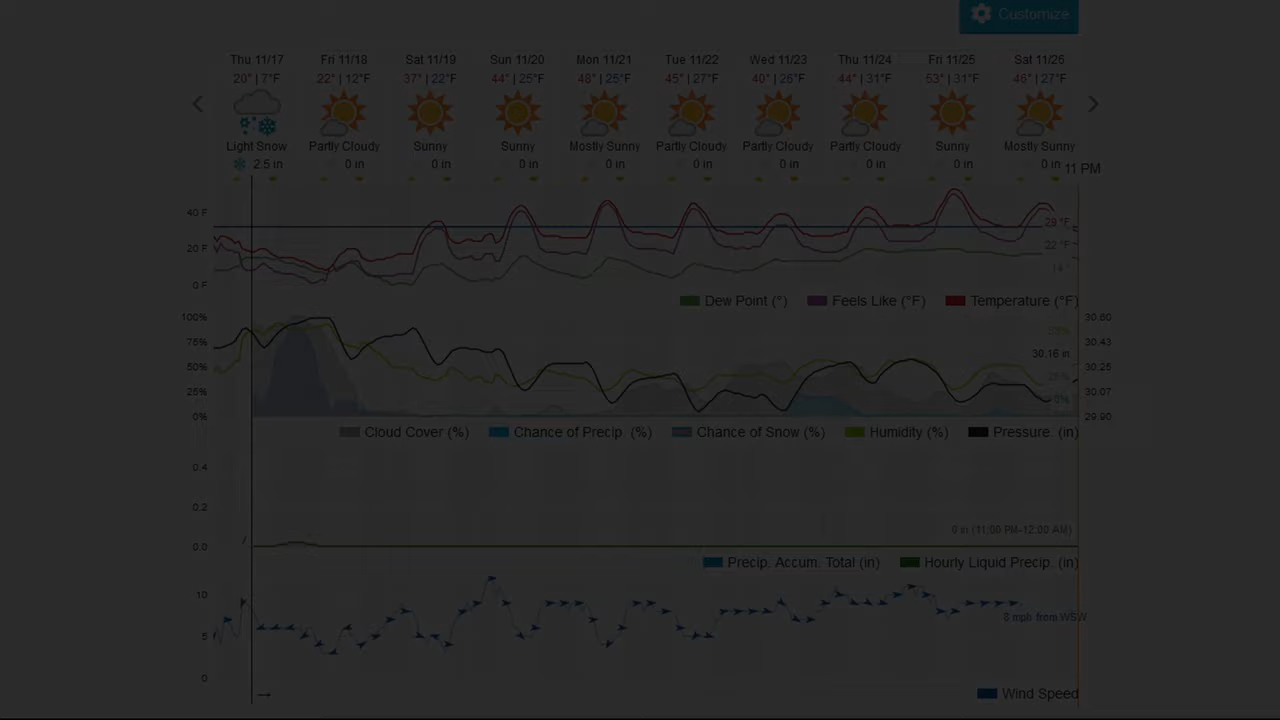 Customize
Thu 11/17 Fri 11/18 Sat 11/19 Sun 11/20 Mon 11/21 Tue 11/22 Wed 11/23 Thu 11/24 Fri 11/25 Sat 11/26
20° | 7°F 22° | 12°F 37° | 22°F 44° | 25°F 48° | 25°F 45° | 27°F 40° | 26°F 44° | 31°F 53° | 31°F 46° | 27°F
Light Snow Partly Cloudy Sunny Sunny Mostly Sunny Partly Cloudy Partly Cloudy Partly Cloudy Sunny Mostly Sunny
2.5 in 0 in 0 in 0 in 0 in 0 in 0 in 0 in 0 in 0 in
11 PM
40 F
29 °F
20 F
22 °F
0 F
Dew Point (°) Feels Like (°F) Temperature (°F)
100% 30.60
75% 30.43
30.16 in
50% 30.25
25% 30.07
0% 29.90
Cloud Cover (%) Chance of Precip. (%) Chance of Snow (%) Humidity (%) Pressure. (in)
0.4
0.2
0 in (11:00 PM-12:00 AM)
0.0
Precip. Accum. Total (in) Hourly Liquid Precip. (in)
10
8 mph from WSW
5
0
Wind Speed